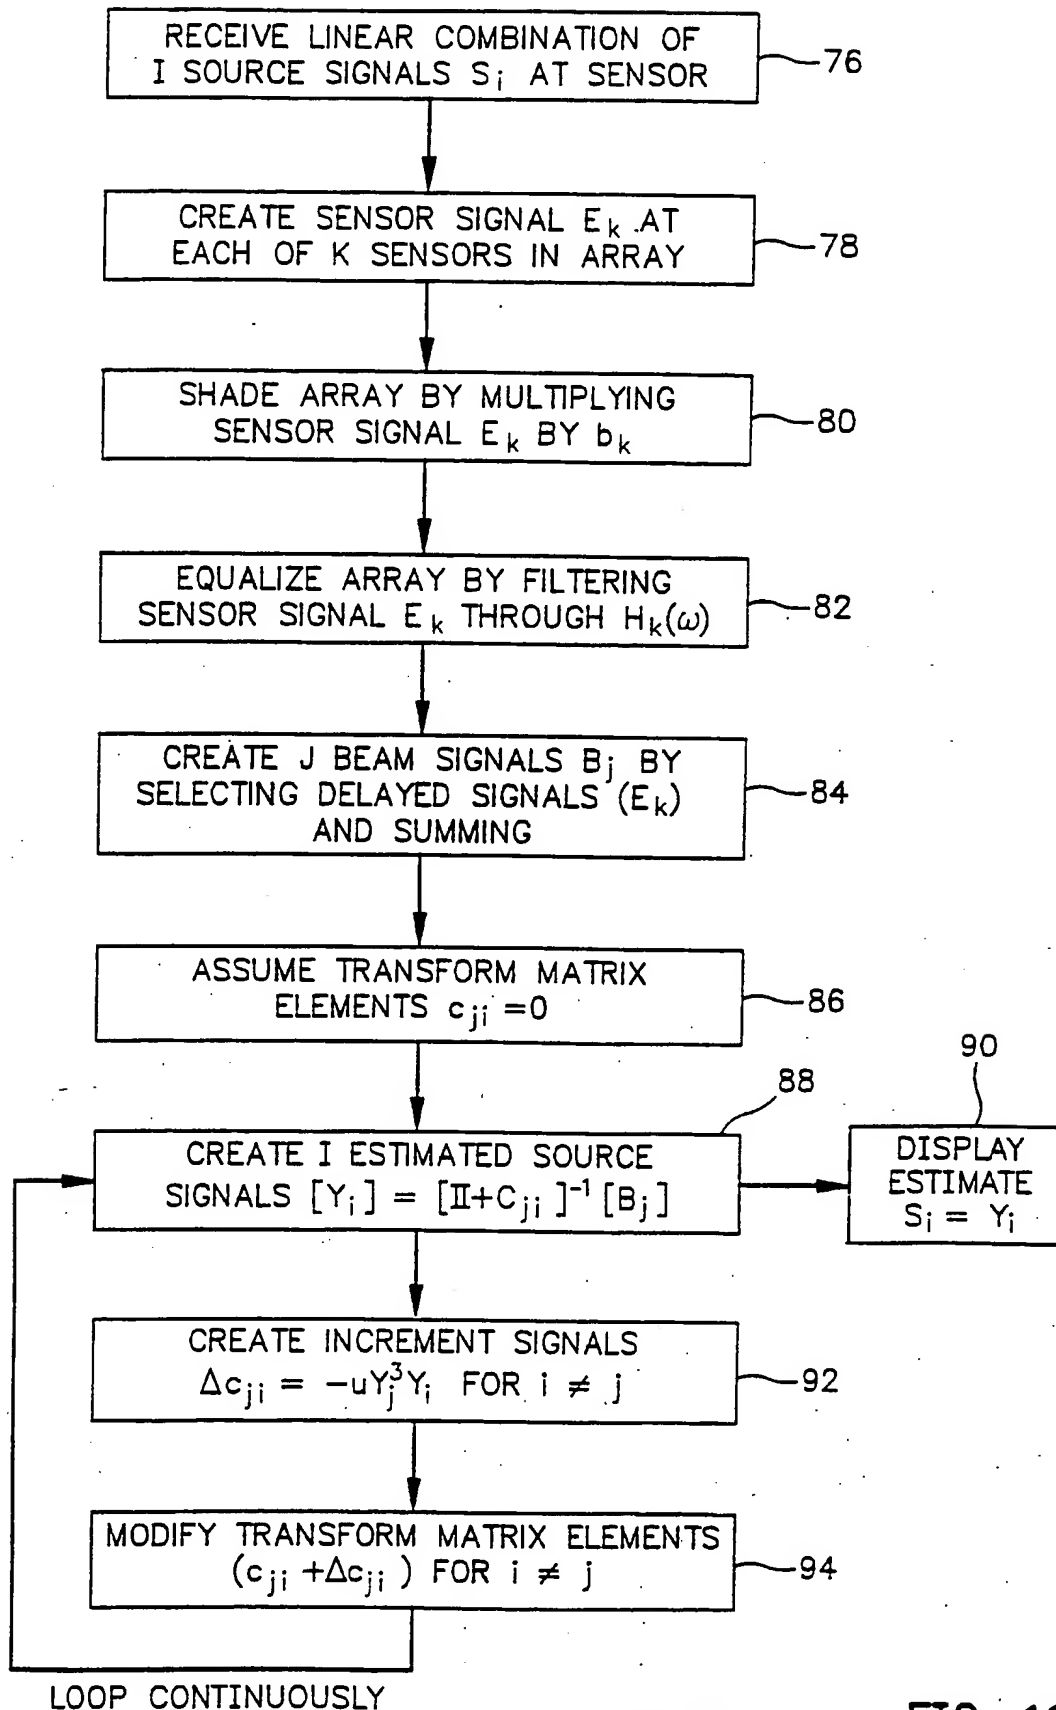 RECEIVE LINEAR COMBINATION OF
I SOURCE SIGNALS Si AT SENSOR
76
CREATE SENSOR SIGNAL Ek AT
EACH OF K SENSORS IN ARRAY
78
SHADE ARRAY BY MULTIPLYING
SENSOR SIGNAL Ek BY bk
80
EQUALIZE ARRAY BY FILTERING
SENSOR SIGNAL Ek THROUGH Hk(ω)
82
CREATE J BEAM SIGNALS Bj BY
SELECTING DELAYED SIGNALS (Ek)
AND SUMMING
84
ASSUME TRANSFORM MATRIX
ELEMENTS cji =0
86
CREATE I ESTIMATED SOURCE
SIGNALS [Yi] = [II+Cji]⁻¹ [Bj]
88
DISPLAY
ESTIMATE
Si = Yi
90
CREATE INCREMENT SIGNALS
Δcji = -uYj³Yi FOR i ≠ j
92
MODIFY TRANSFORM MATRIX ELEMENTS
(cji +Δcji) FOR i ≠ j
94
LOOP CONTINUOUSLY